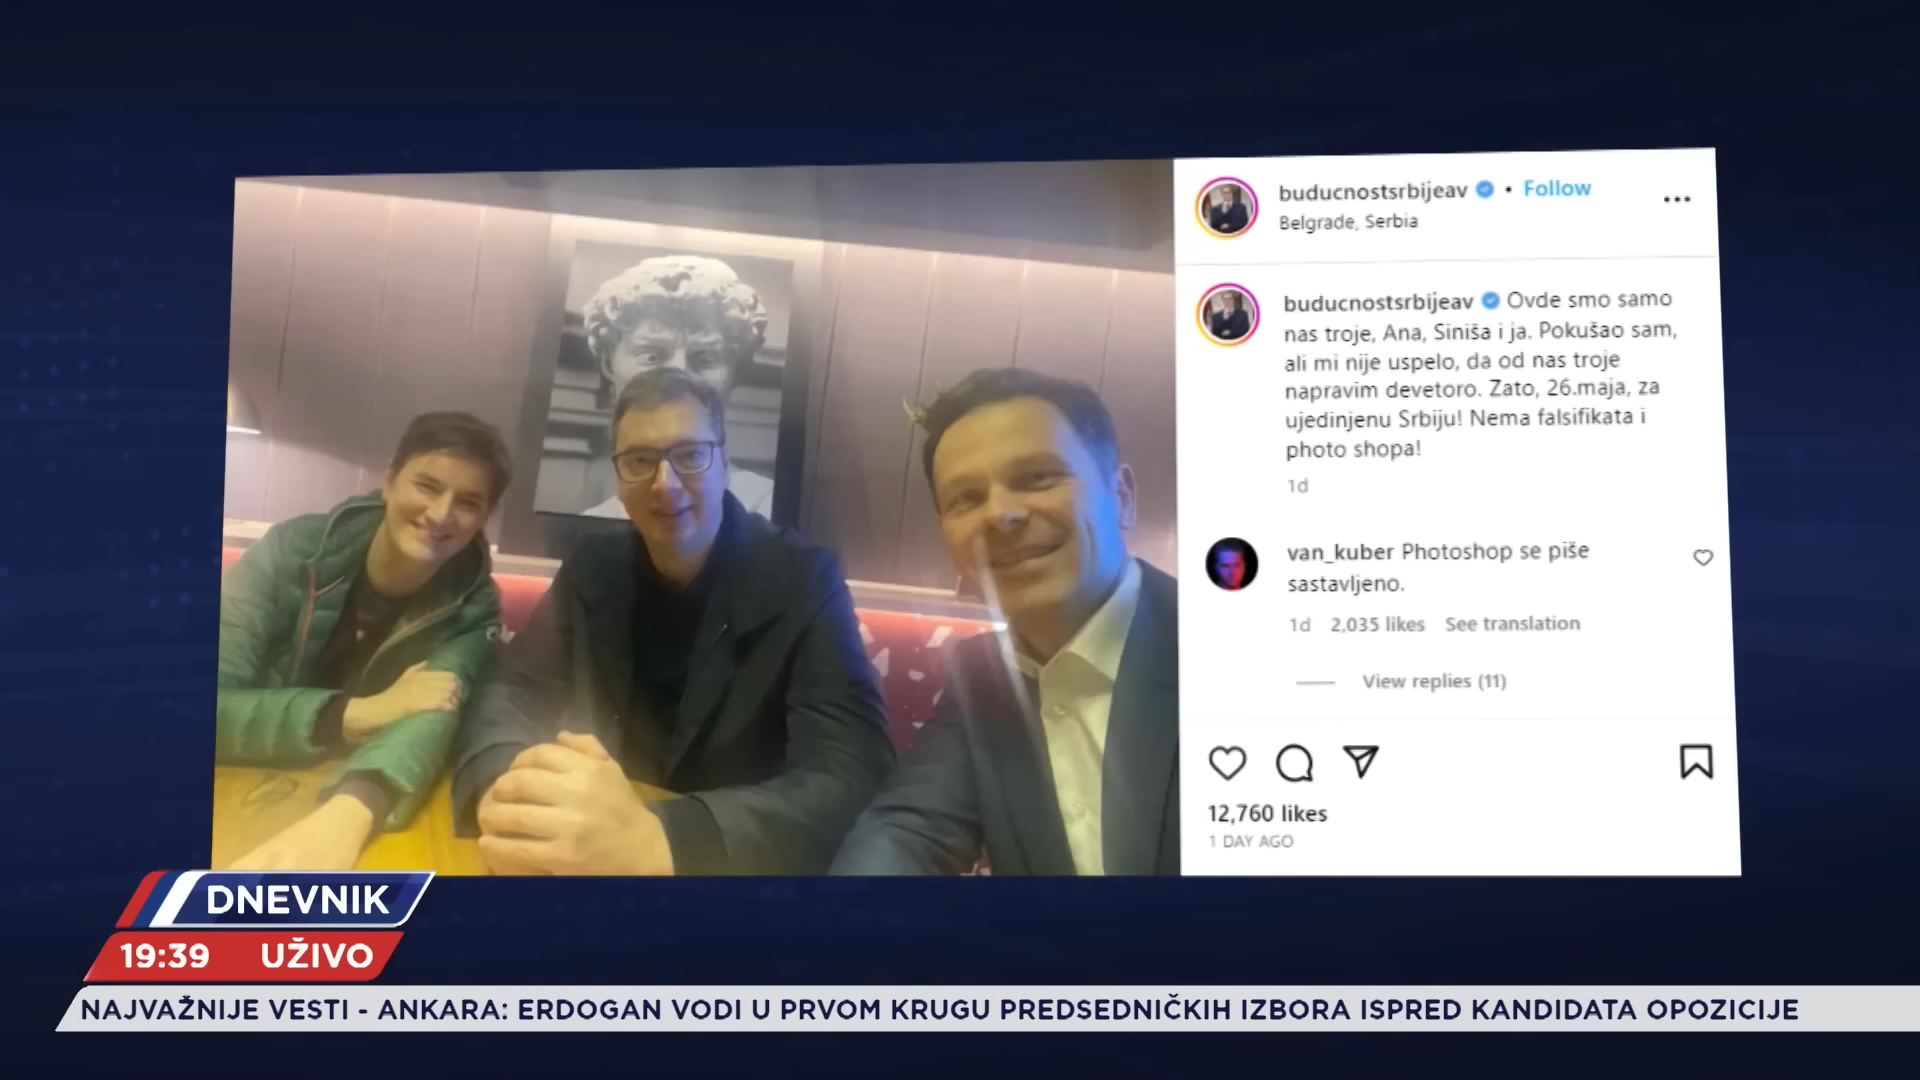 buducnostsrbijeav • Follow
Belgrade, Serbia
buducnostsrbijeav Ovde smo samo
nas troje, Ana, Siniša i ja. Pokušao sam,
ali mi nije uspelo, da od nas troje
napravim devetoro. Zato, 26.maja, za
ujedinjenu Srbiju! Nema falsifikata i
photo shopa!
1d
van_kuber Photoshop se piše
sastavljeno.
1d 2,035 likes See translation
View replies (11)
12,760 likes
1 DAY AGO
DNEVNIK
19:39 UŽIVO
NAJVAŽNIJE VESTI - ANKARA: ERDOGAN VODI U PRVOM KRUGU PREDSEDNIČKIH IZBORA ISPRED KANDIDATA OPOZICIJE